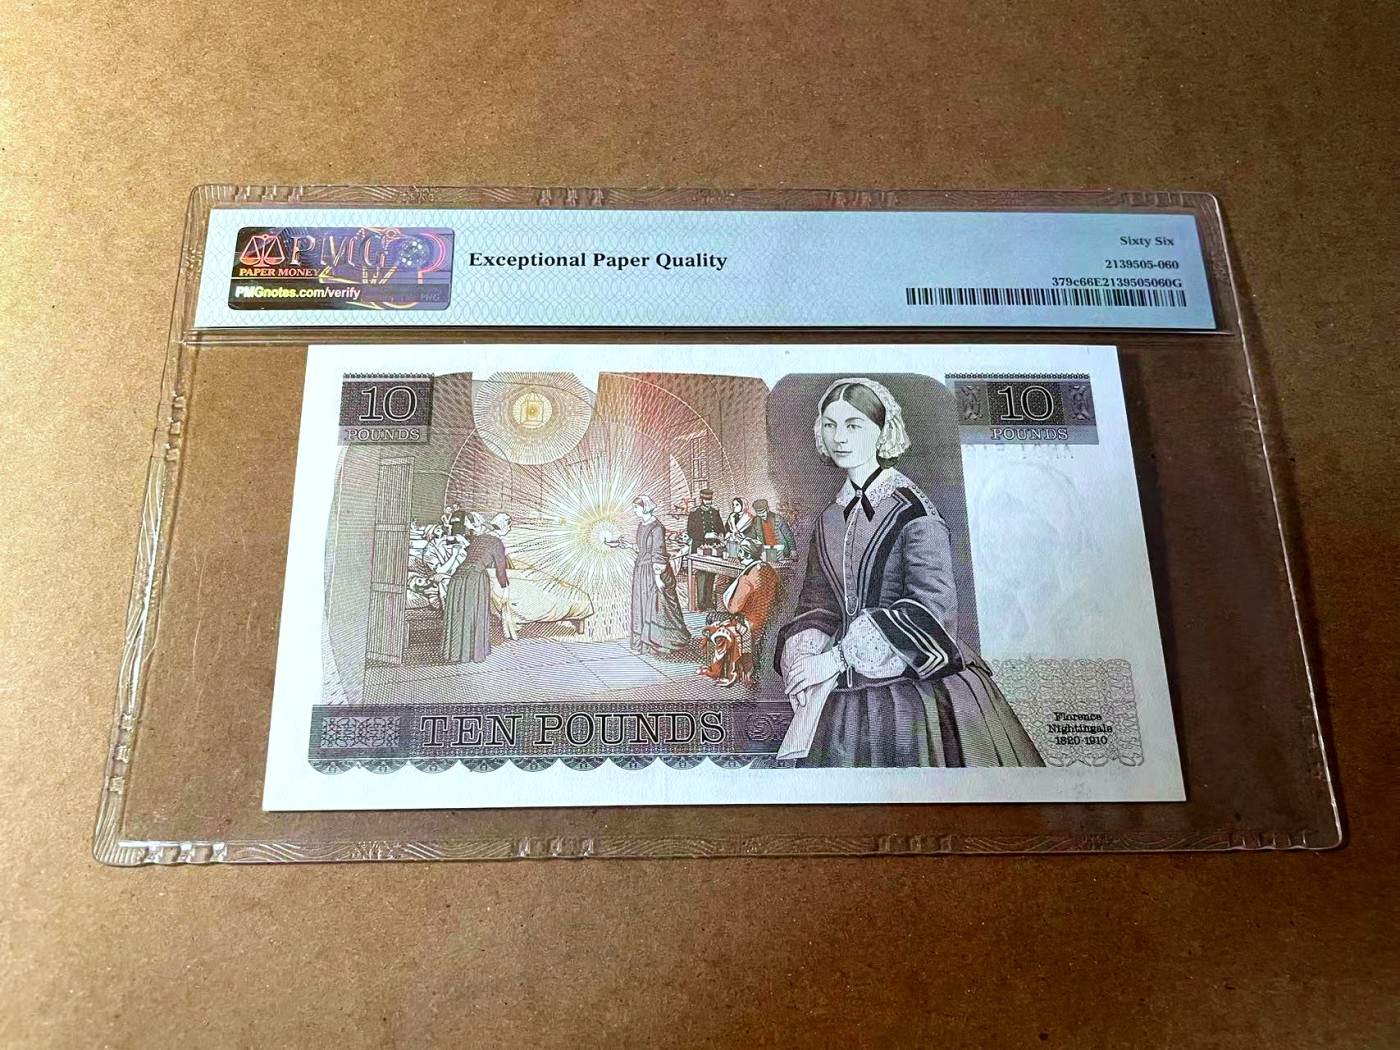 PMG
PAPER MONEY
PMGnotes.com/verify
Exceptional Paper Quality
Sixty Six
2139505-060
379c66E2139505060G
10
POUNDS
10
POUNDS
TEN POUNDS
Florence
Nightingale
1820-1910